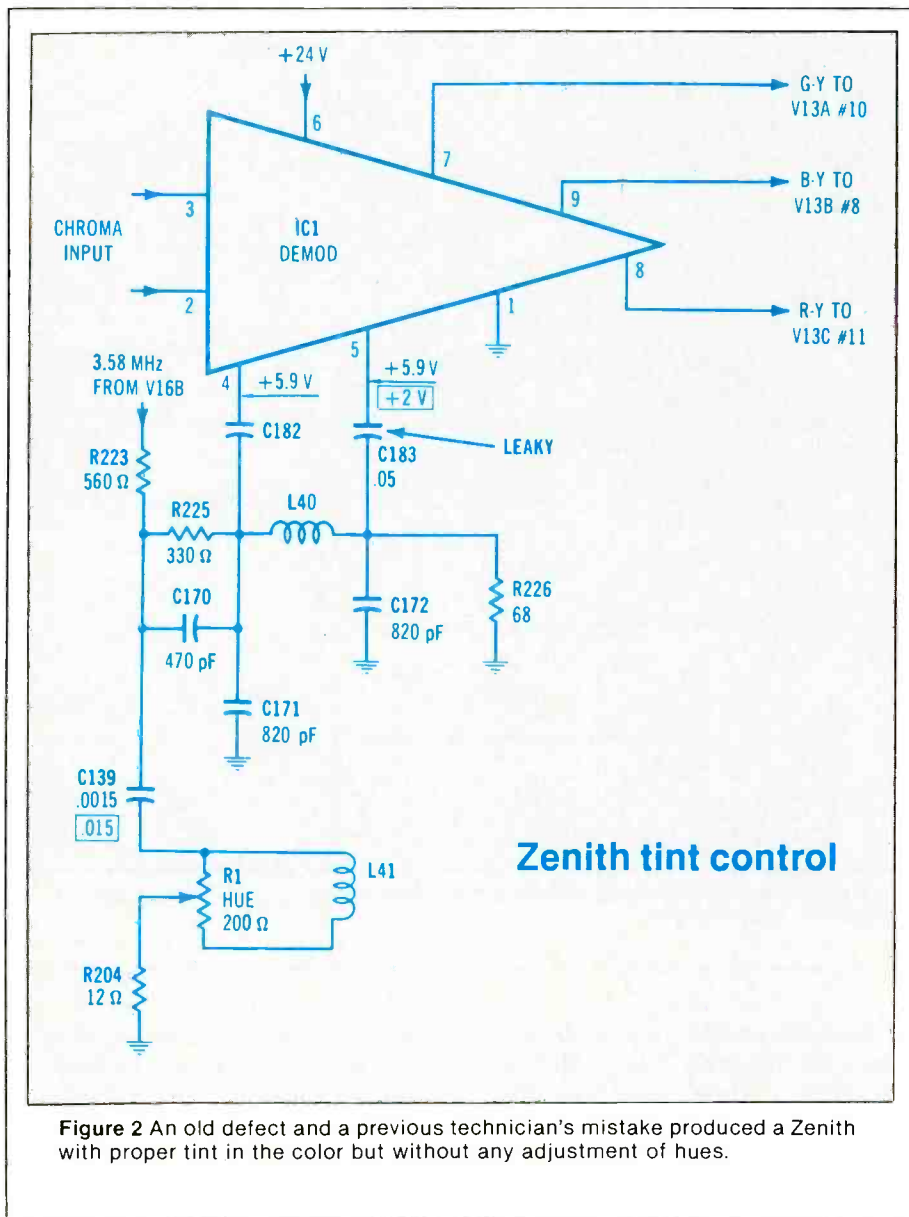 +24 V
6
G-Y TO
V13A #10
7
B-Y TO
V13B #8
9
3
CHROMA
INPUT
IC1
DEMOD
8
2
1
R-Y TO
V13C #11
5
4
3.58 MHz
FROM V16B
+5.9 V
+5.9 V
+2 V
C182
LEAKY
C183
.05
R223
560 Ω
R225
330 Ω
L40
C170
470 pF
C172
820 pF
R226
68
C171
820 pF
C139
.0015
.015
Zenith tint control
R1
HUE
200 Ω
L41
R204
12 Ω
Figure 2 An old defect and a previous technician's mistake produced a Zenith
with proper tint in the color but without any adjustment of hues.